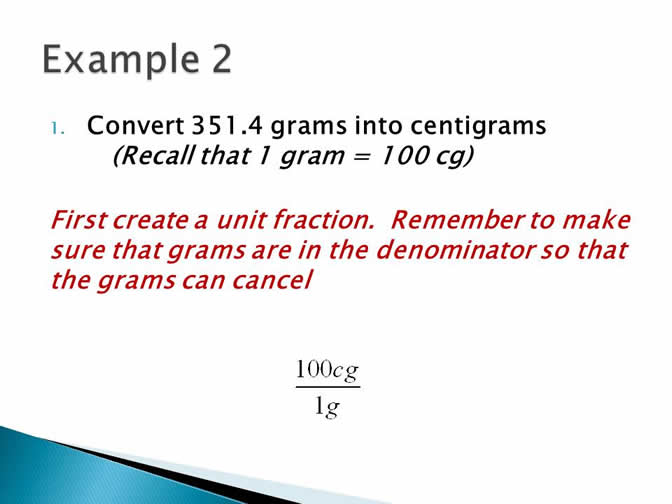 Example 2
1. Convert 351.4 grams into centigrams
(Recall that 1 gram = 100 cg)
First create a unit fraction. Remember to make
sure that grams are in the denominator so that
the grams can cancel
100cg
1g